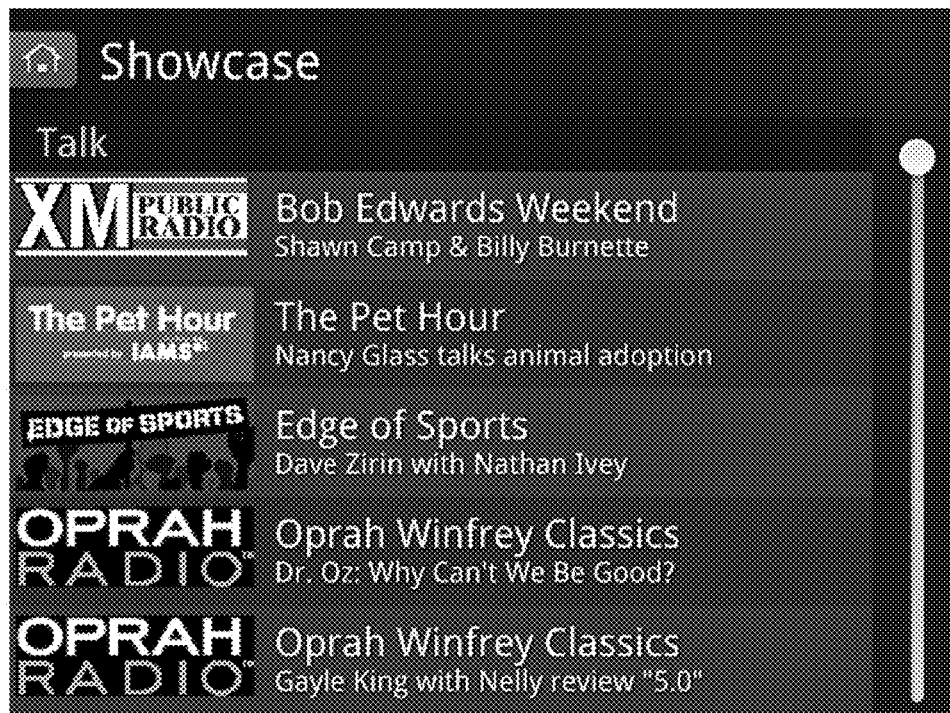 Showcase
Talk
XM PUBLIC RADIO
Bob Edwards Weekend
Shawn Camp & Billy Burnette
The Pet Hour
presented by IAMS
The Pet Hour
Nancy Glass talks animal adoption
EDGE OF SPORTS
Edge of Sports
Dave Zirin with Nathan Ivey
OPRAH
RADIO
Oprah Winfrey Classics
Dr. Oz: Why Can't We Be Good?
OPRAH
RADIO
Oprah Winfrey Classics
Gayle King with Nelly review "5.0"